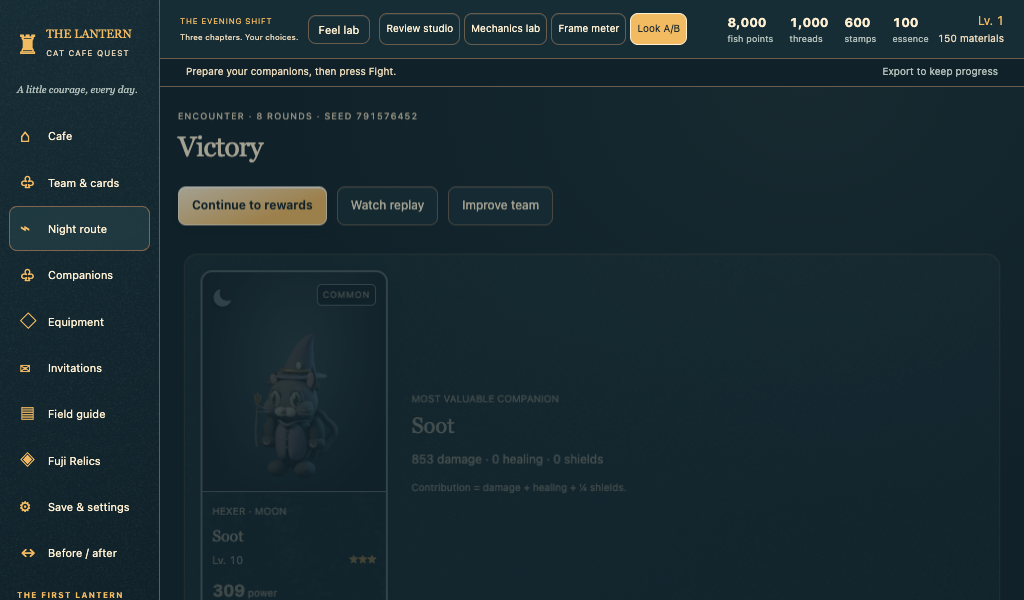 THE LANTERN
CAT CAFE QUEST
A little courage, every day.
Cafe
Team & cards
Night route
Companions
Equipment
Invitations
Field guide
Fuji Relics
Save & settings
Before / after
THE FIRST LANTERN
THE EVENING SHIFT
Three chapters. Your choices.
Feel lab
Review studio
Mechanics lab
Frame meter
Look A/B
8,000
fish points
1,000
threads
600
stamps
100
essence
Lv. 1
150 materials
Prepare your companions, then press Fight.
Export to keep progress
ENCOUNTER · 8 ROUNDS · SEED 791576452
Victory
Continue to rewards
Watch replay
Improve team
COMMON
HEXER · MOON
Soot
Lv. 10
309 power
MOST VALUABLE COMPANION
Soot
853 damage · 0 healing · 0 shields
Contribution = damage + healing + ¼ shields.